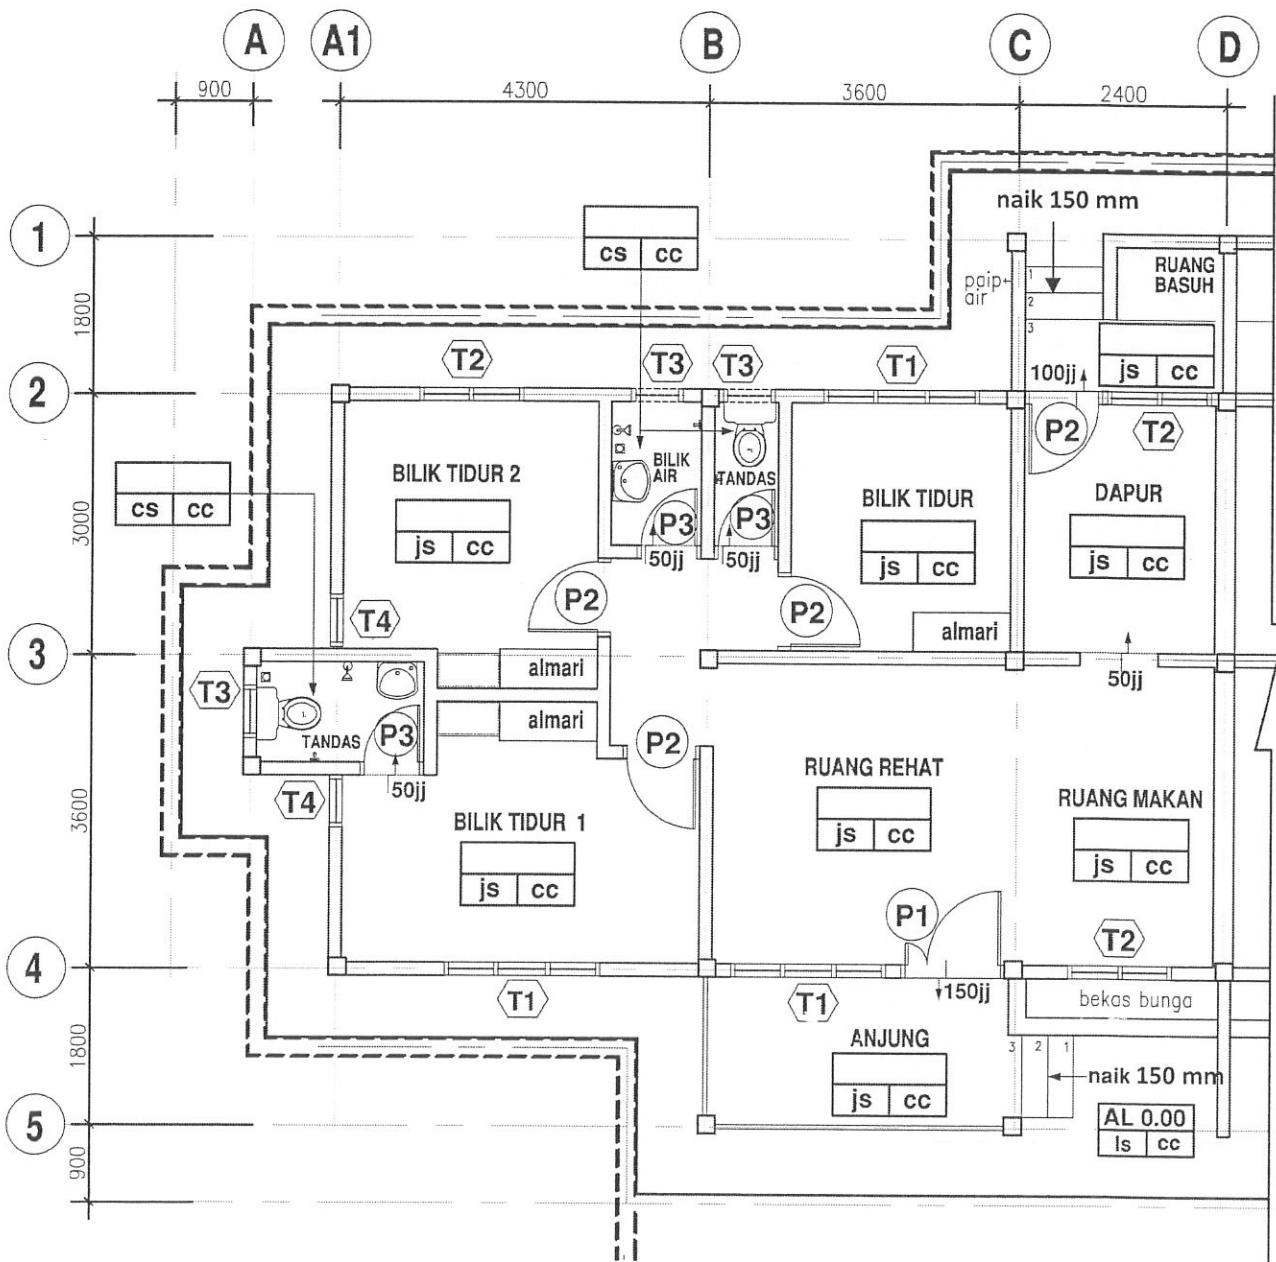 A A1 B C D
900 4300 3600 2400
naik 150 mm
1
cs cc
RUANG
BASUH
paip
air
1
2
3
1800
js cc
T2 T3 T3 T1
100jj
2
P2 T2
BILIK TIDUR 2
BILIK
AIR
TANDAS
BILIK TIDUR
DAPUR
cs cc
3000
js cc
P3 P3
js cc
js cc
50jj 50jj
P2 P2
T4
almari
3
almari
50jj
T3
almari
TANDAS P3
P2
50jj
T4
3600
RUANG REHAT
RUANG MAKAN
js cc
js cc
BILIK TIDUR 1
js cc
P1
T2
4
T1 T1
150jj
bekas bunga
1800
ANJUNG
js cc
3 2 1
naik 150 mm
5
AL 0.00
ls cc
900